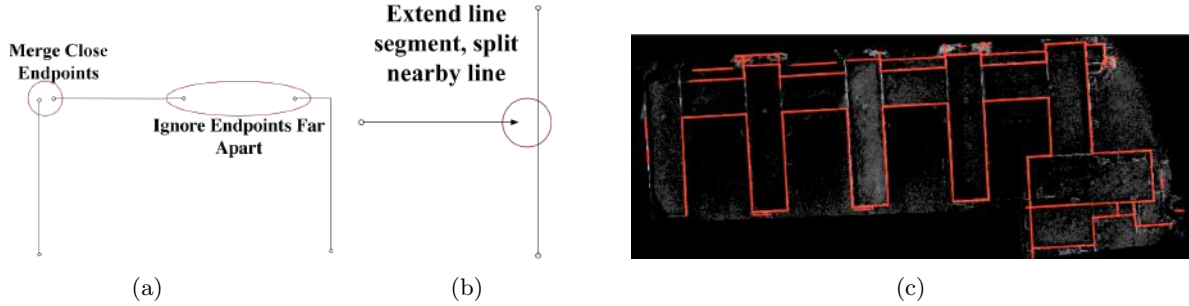 Merge Close
Endpoints
Ignore Endpoints Far
Apart
Extend line
segment, split
nearby line
(a)
(b)
(c)